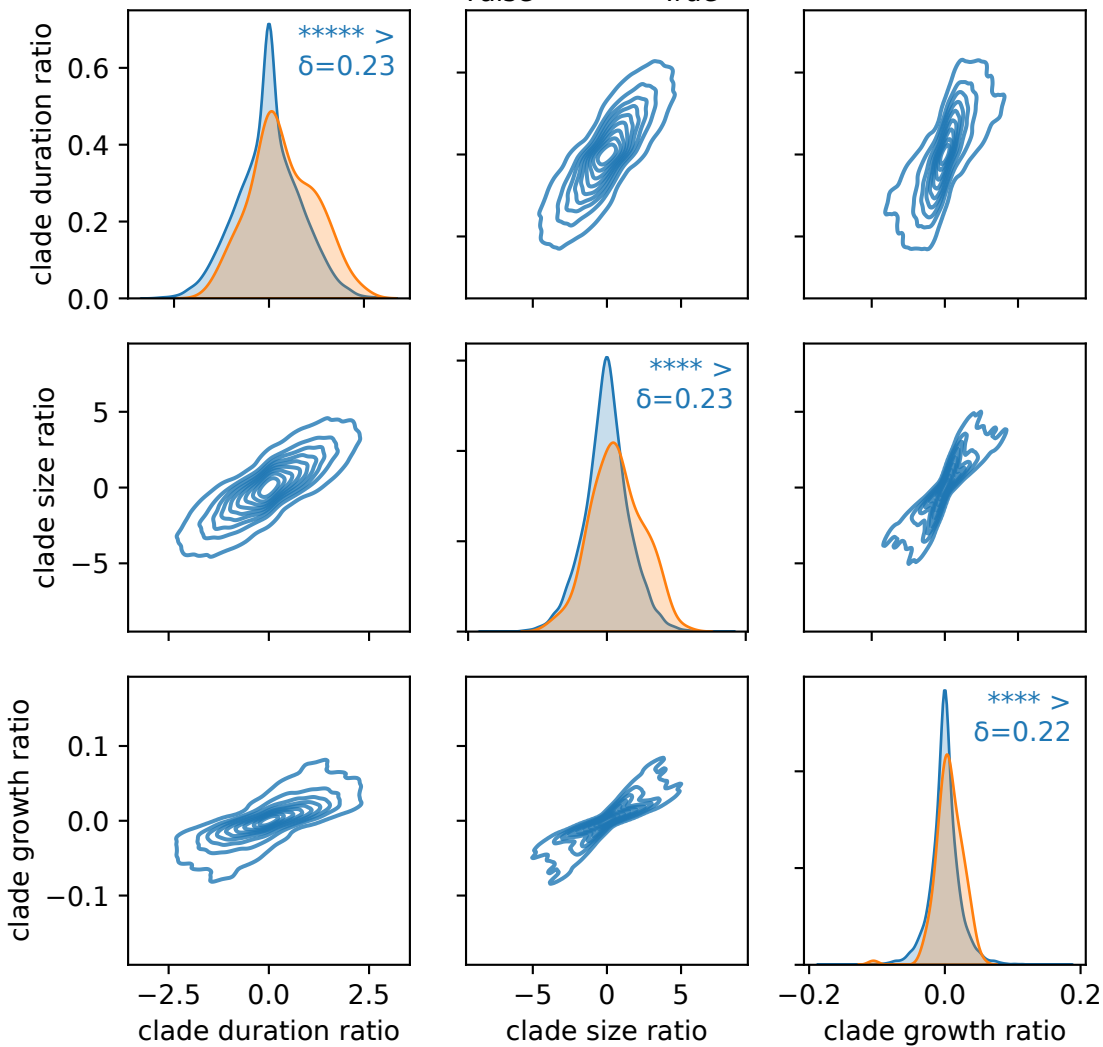 clade duration ratio
0.6
0.4
0.2
0.0
***** >
δ=0.23
clade size ratio
5
0
−5
**** >
δ=0.23
clade growth ratio
0.1
0.0
−0.1
**** >
δ=0.22
−2.5 0.0 2.5
−5 0 5
−0.2 0.0 0.2
clade duration ratio
clade size ratio
clade growth ratio